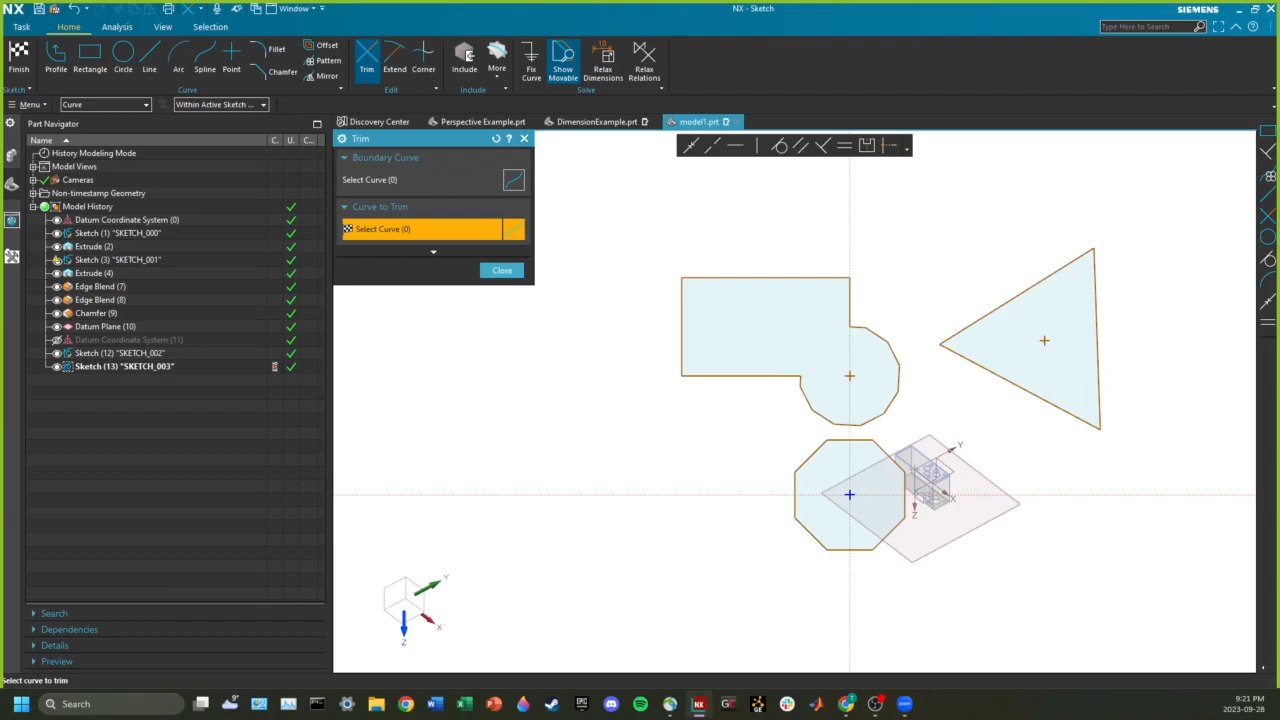 NX
Window
NX - Sketch
SIEMENS
Task
Home
Analysis
View
Selection
Type Here to Search
Finish
Profile
Rectangle
Circle
Line
Arc
Spline
Point
Fillet
Chamfer
Offset
Pattern
Mirror
Trim
Extend
Corner
Include
More
Fix
Curve
Show
Movable
10
Relax
Dimensions
Relax
Relations
Sketch
Curve
Edit
Include
Solve
Menu
Curve
Within Active Sketch ...
Part Navigator
Discovery Center
Perspective Example.prt
DimensionExample.prt
model1.prt
Name
C.
U.
C...
History Modeling Mode
Model Views
Cameras
Non-timestamp Geometry
Model History
Datum Coordinate System (0)
Sketch (1) "SKETCH_000"
Extrude (2)
Sketch (3) "SKETCH_001"
Extrude (4)
Edge Blend (7)
Edge Blend (8)
Chamfer (9)
Datum Plane (10)
Datum Coordinate System (11)
Sketch (12) "SKETCH_002"
Sketch (13) "SKETCH_003"
Trim
Boundary Curve
Select Curve (0)
Curve to Trim
Select Curve (0)
Close
Y
X
Z
Y
X
Z
Search
Dependencies
Details
Preview
Select curve to trim
Search
9:21 PM
2023-09-28